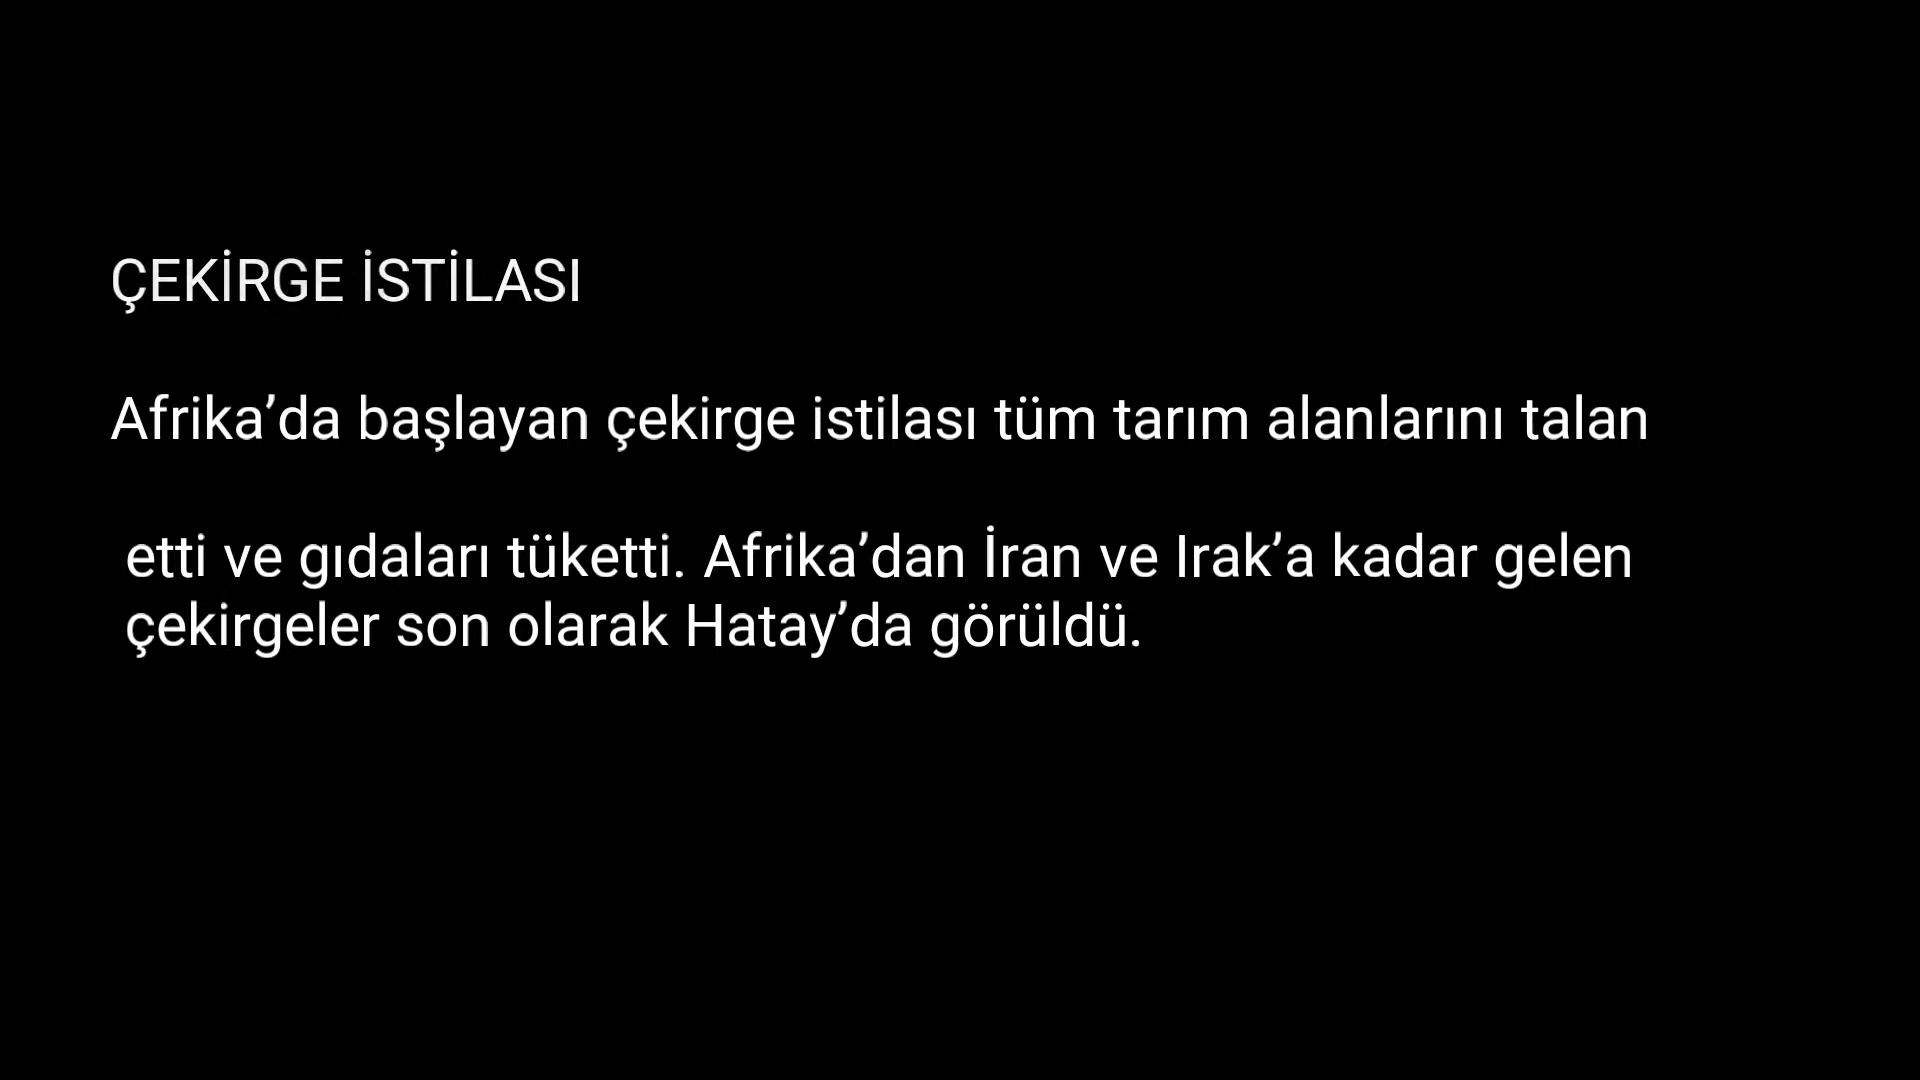 ÇEKİRGE İSTİLASI
Afrika’da başlayan çekirge istilası tüm tarım alanlarını talan
etti ve gıdaları tüketti. Afrika’dan İran ve Irak’a kadar gelen
çekirgeler son olarak Hatay’da görüldü.